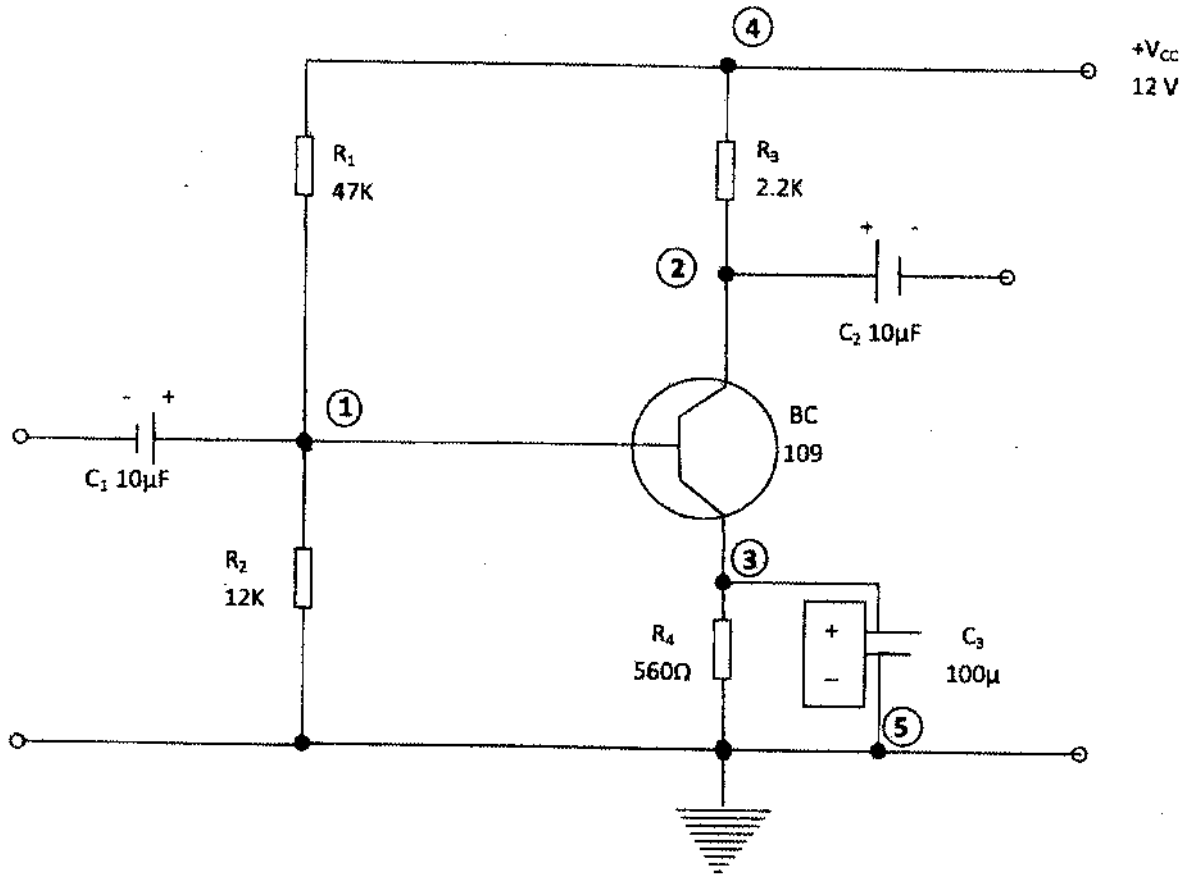 4
+V_CC
12 V
R₁
47K
R₃
2.2K
2
+ -
C₂ 10µF
- +
1
BC
109
C₁ 10µF
R₂
12K
3
R₄
560Ω
+
−
C₃
100µ
5